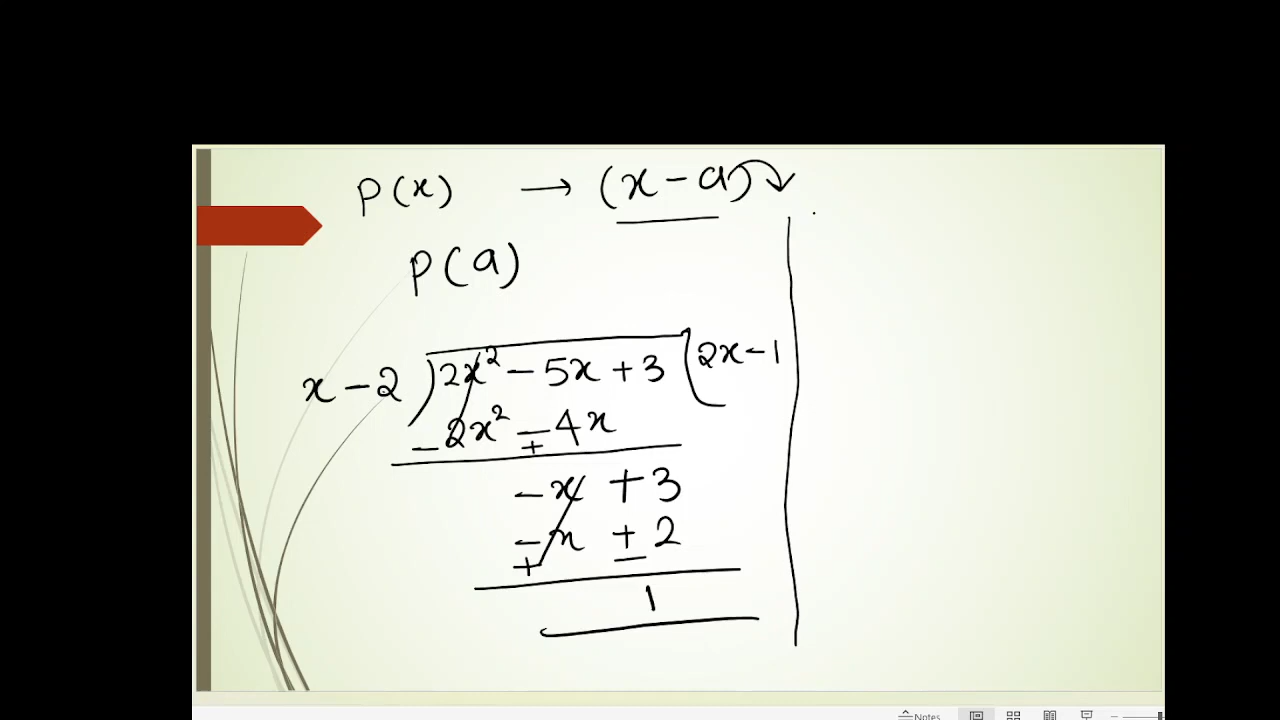 P(x) → (x - a)
P(a)
x - 2 ) 2x² - 5x + 3 ( 2x - 1
- 2x² - 4x
+
- x + 3
- x + 2
+ -
1
Notes